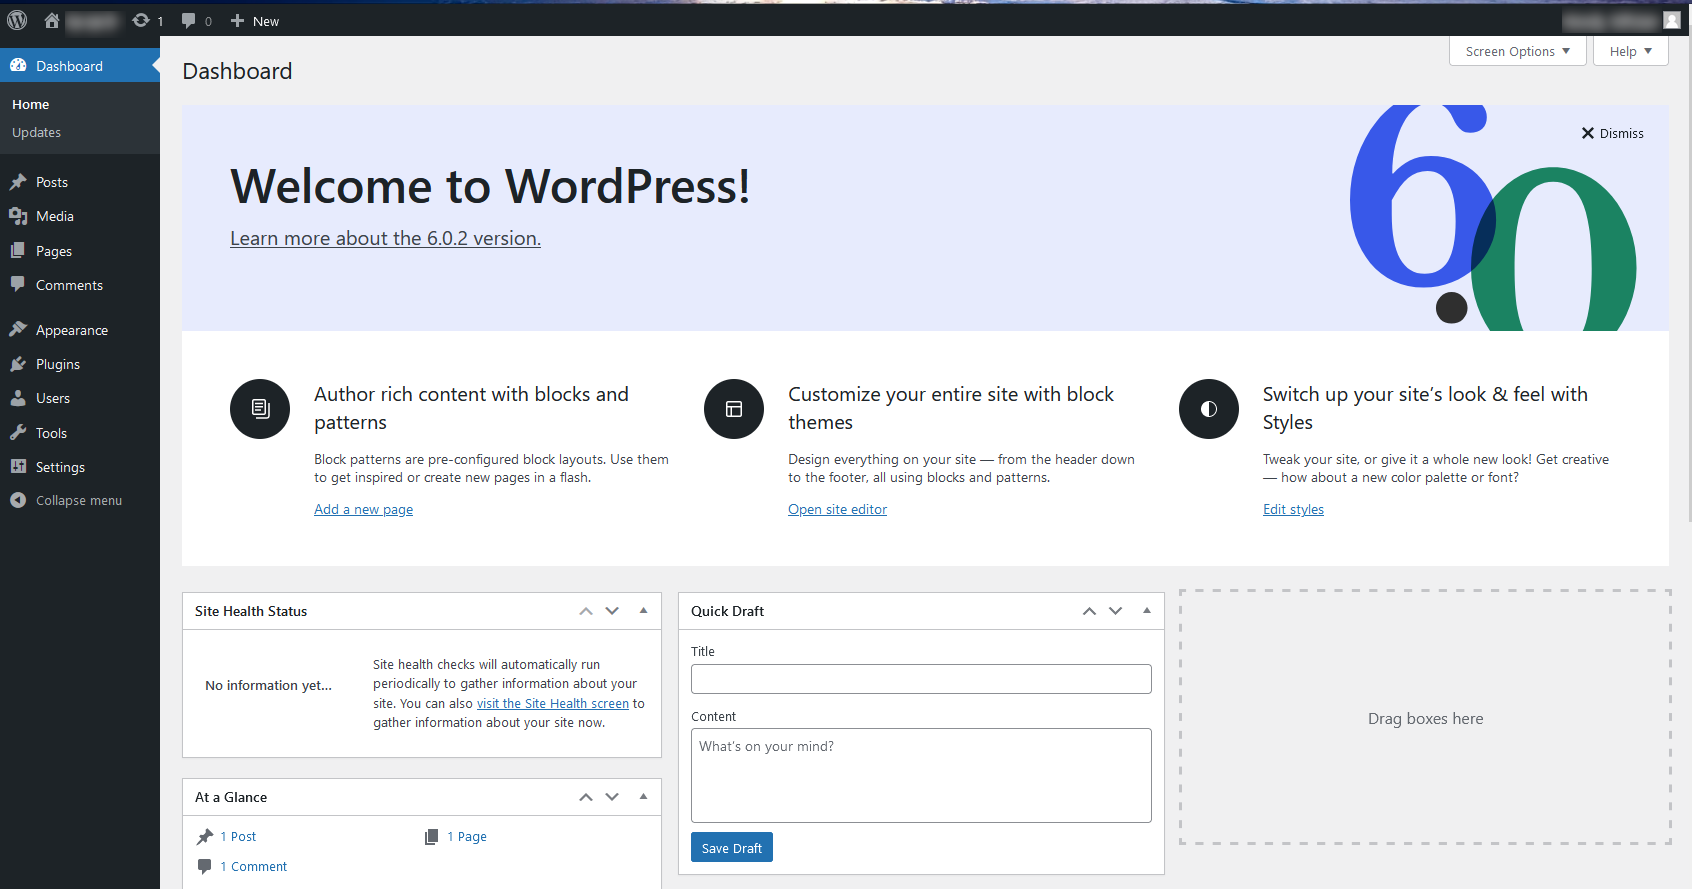 1
0
New
Dashboard
Home
Updates
Posts
Media
Pages
Comments
Appearance
Plugins
Users
Tools
Settings
Collapse menu
Screen Options
Help
Dashboard
Dismiss
6.0
Welcome to WordPress!
Learn more about the 6.0.2 version.
Author rich content with blocks and
patterns
Block patterns are pre-configured block layouts. Use them
to get inspired or create new pages in a flash.
Add a new page
Customize your entire site with block
themes
Design everything on your site — from the header down
to the footer, all using blocks and patterns.
Open site editor
Switch up your site’s look & feel with
Styles
Tweak your site, or give it a whole new look! Get creative
— how about a new color palette or font?
Edit styles
Site Health Status
No information yet...
Site health checks will automatically run
periodically to gather information about your
site. You can also visit the Site Health screen to
gather information about your site now.
At a Glance
1 Post
1 Page
1 Comment
Quick Draft
Title
Content
What's on your mind?
Save Draft
Drag boxes here